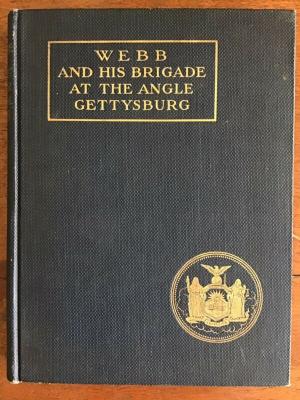 WEBB
AND HIS BRIGADE
AT THE ANGLE
GETTYSBURG